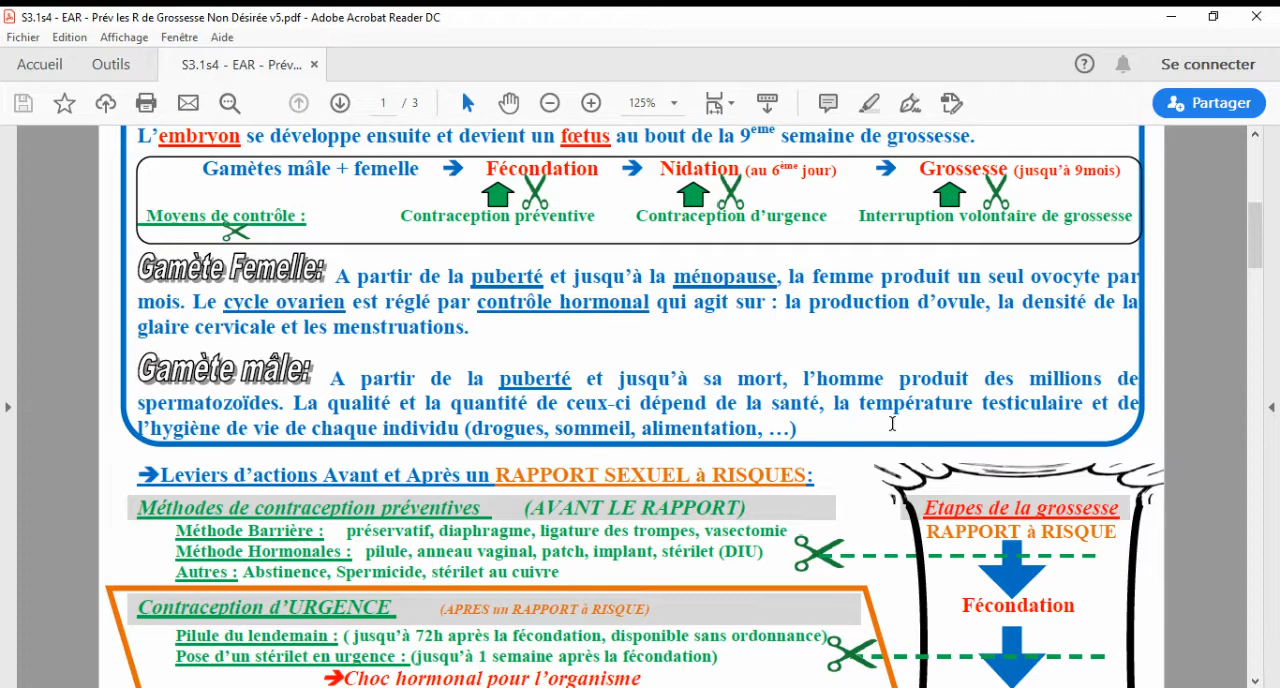 S3.1s4 - EAR - Prév les R de Grossesse Non Désirée v5.pdf - Adobe Acrobat Reader DC
Fichier Edition Affichage Fenêtre Aide
Accueil Outils S3.1s4 - EAR - Prév... × Se connecter
1 / 3 125% Partager
L'embryon se développe ensuite et devient un fœtus au bout de la 9ème semaine de grossesse.
Gamètes mâle + femelle → Fécondation → Nidation (au 6ème jour) → Grossesse (jusqu'à 9mois)
Moyens de contrôle : Contraception préventive Contraception d'urgence Interruption volontaire de grossesse
Gamète Femelle: A partir de la puberté et jusqu'à la ménopause, la femme produit un seul ovocyte par
mois. Le cycle ovarien est réglé par contrôle hormonal qui agit sur : la production d'ovule, la densité de la
glaire cervicale et les menstruations.
Gamète mâle: A partir de la puberté et jusqu'à sa mort, l'homme produit des millions de
spermatozoïdes. La qualité et la quantité de ceux-ci dépend de la santé, la température testiculaire et de
l'hygiène de vie de chaque individu (drogues, sommeil, alimentation, …)
➔Leviers d'actions Avant et Après un RAPPORT SEXUEL à RISQUES:
Méthodes de contraception préventives (AVANT LE RAPPORT)
Méthode Barrière : préservatif, diaphragme, ligature des trompes, vasectomie
Méthode Hormonales : pilule, anneau vaginal, patch, implant, stérilet (DIU)
Autres : Abstinence, Spermicide, stérilet au cuivre
Contraception d'URGENCE (APRES un RAPPORT à RISQUE)
Pilule du lendemain : ( jusqu'à 72h après la fécondation, disponible sans ordonnance)
Pose d'un stérilet en urgence : (jusqu'à 1 semaine après la fécondation)
➔Choc hormonal pour l'organisme
Etapes de la grossesse
RAPPORT à RISQUE
Fécondation